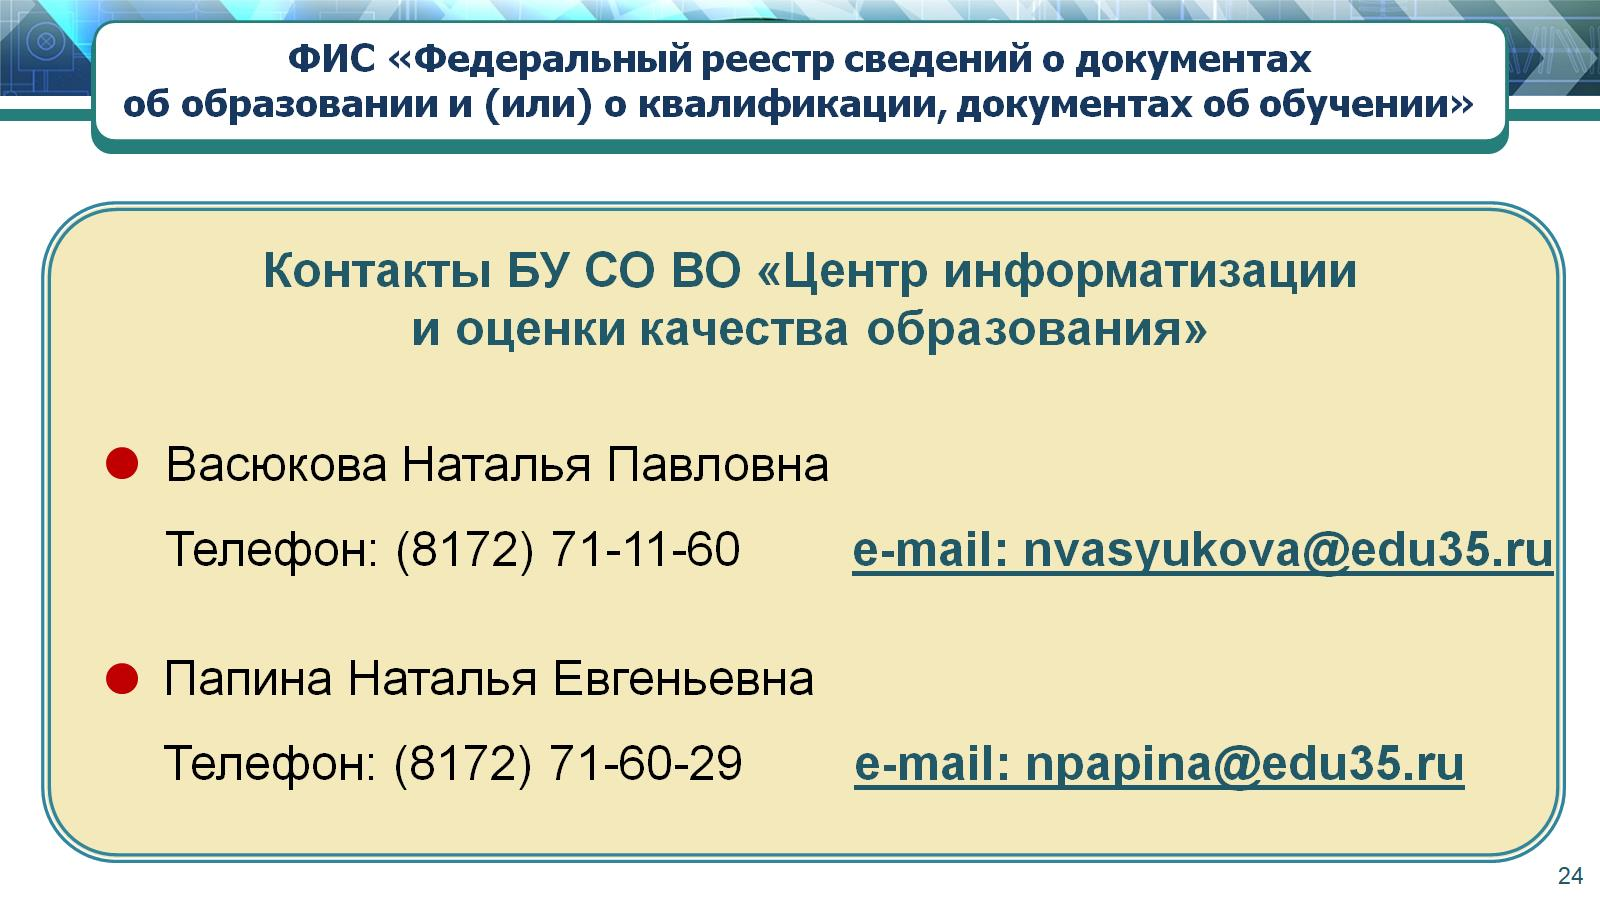 ФИС «Федеральный реестр сведений о документах
об образовании и (или) о квалификации, документах об обучении»
Контакты БУ СО ВО «Центр информатизации
и оценки качества образования»
Васюкова Наталья Павловна
Телефон: (8172) 71-11-60 e-mail: nvasyukova@edu35.ru
Папина Наталья Евгеньевна
Телефон: (8172) 71-60-29 e-mail: npapina@edu35.ru
24